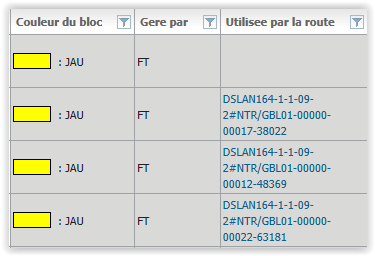 Couleur du bloc Gere par Utilisee par la route
: JAU FT
: JAU FT DSLAN164-1-1-09-
2#NTR/GBL01-00000-
00017-38022
: JAU FT DSLAN164-1-1-09-
2#NTR/GBL01-00000-
00012-48369
: JAU FT DSLAN164-1-1-09-
2#NTR/GBL01-00000-
00022-63181